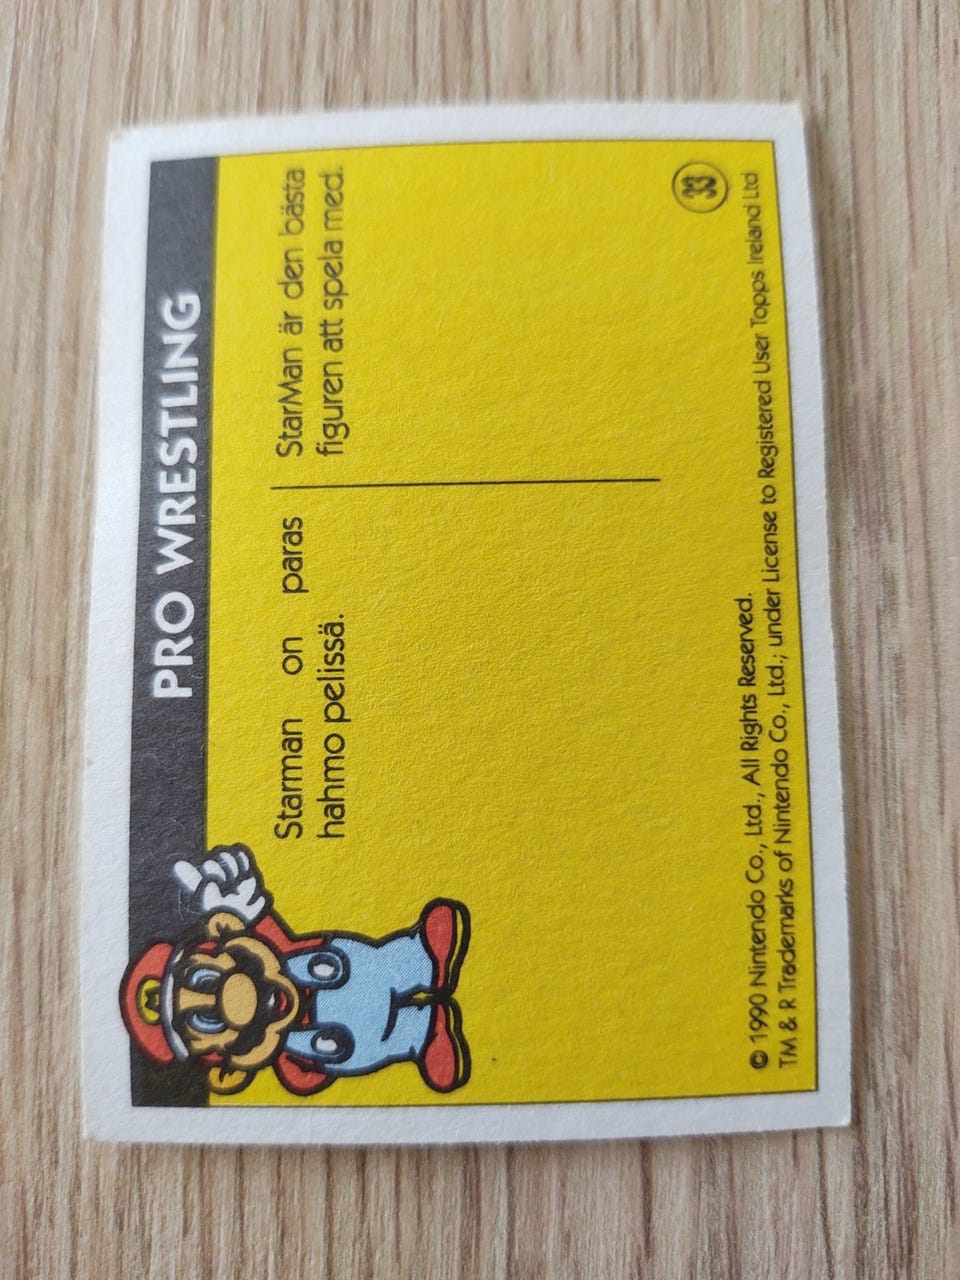 PRO WRESTLING
Starman on paras
hahmo pelissä.
StarMan är den bästa
figuren att spela med.
33
© 1990 Nintendo Co., Ltd., All Rights Reserved.
TM & R Trademarks of Nintendo Co., Ltd.; under License to Registered User Topps Ireland Ltd
M